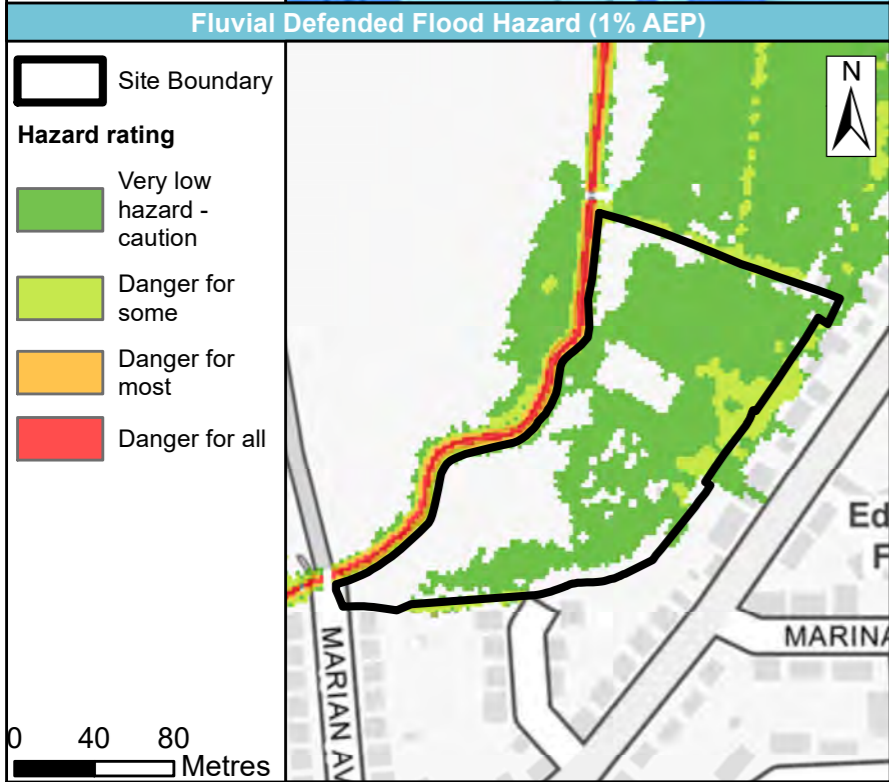 Fluvial Defended Flood Hazard (1% AEP)
Site Boundary
Hazard rating
Very low
hazard -
caution
Danger for
some
Danger for
most
Danger for all
0 40 80
Metres
N
Ed
F
MARINA
MARIAN AV